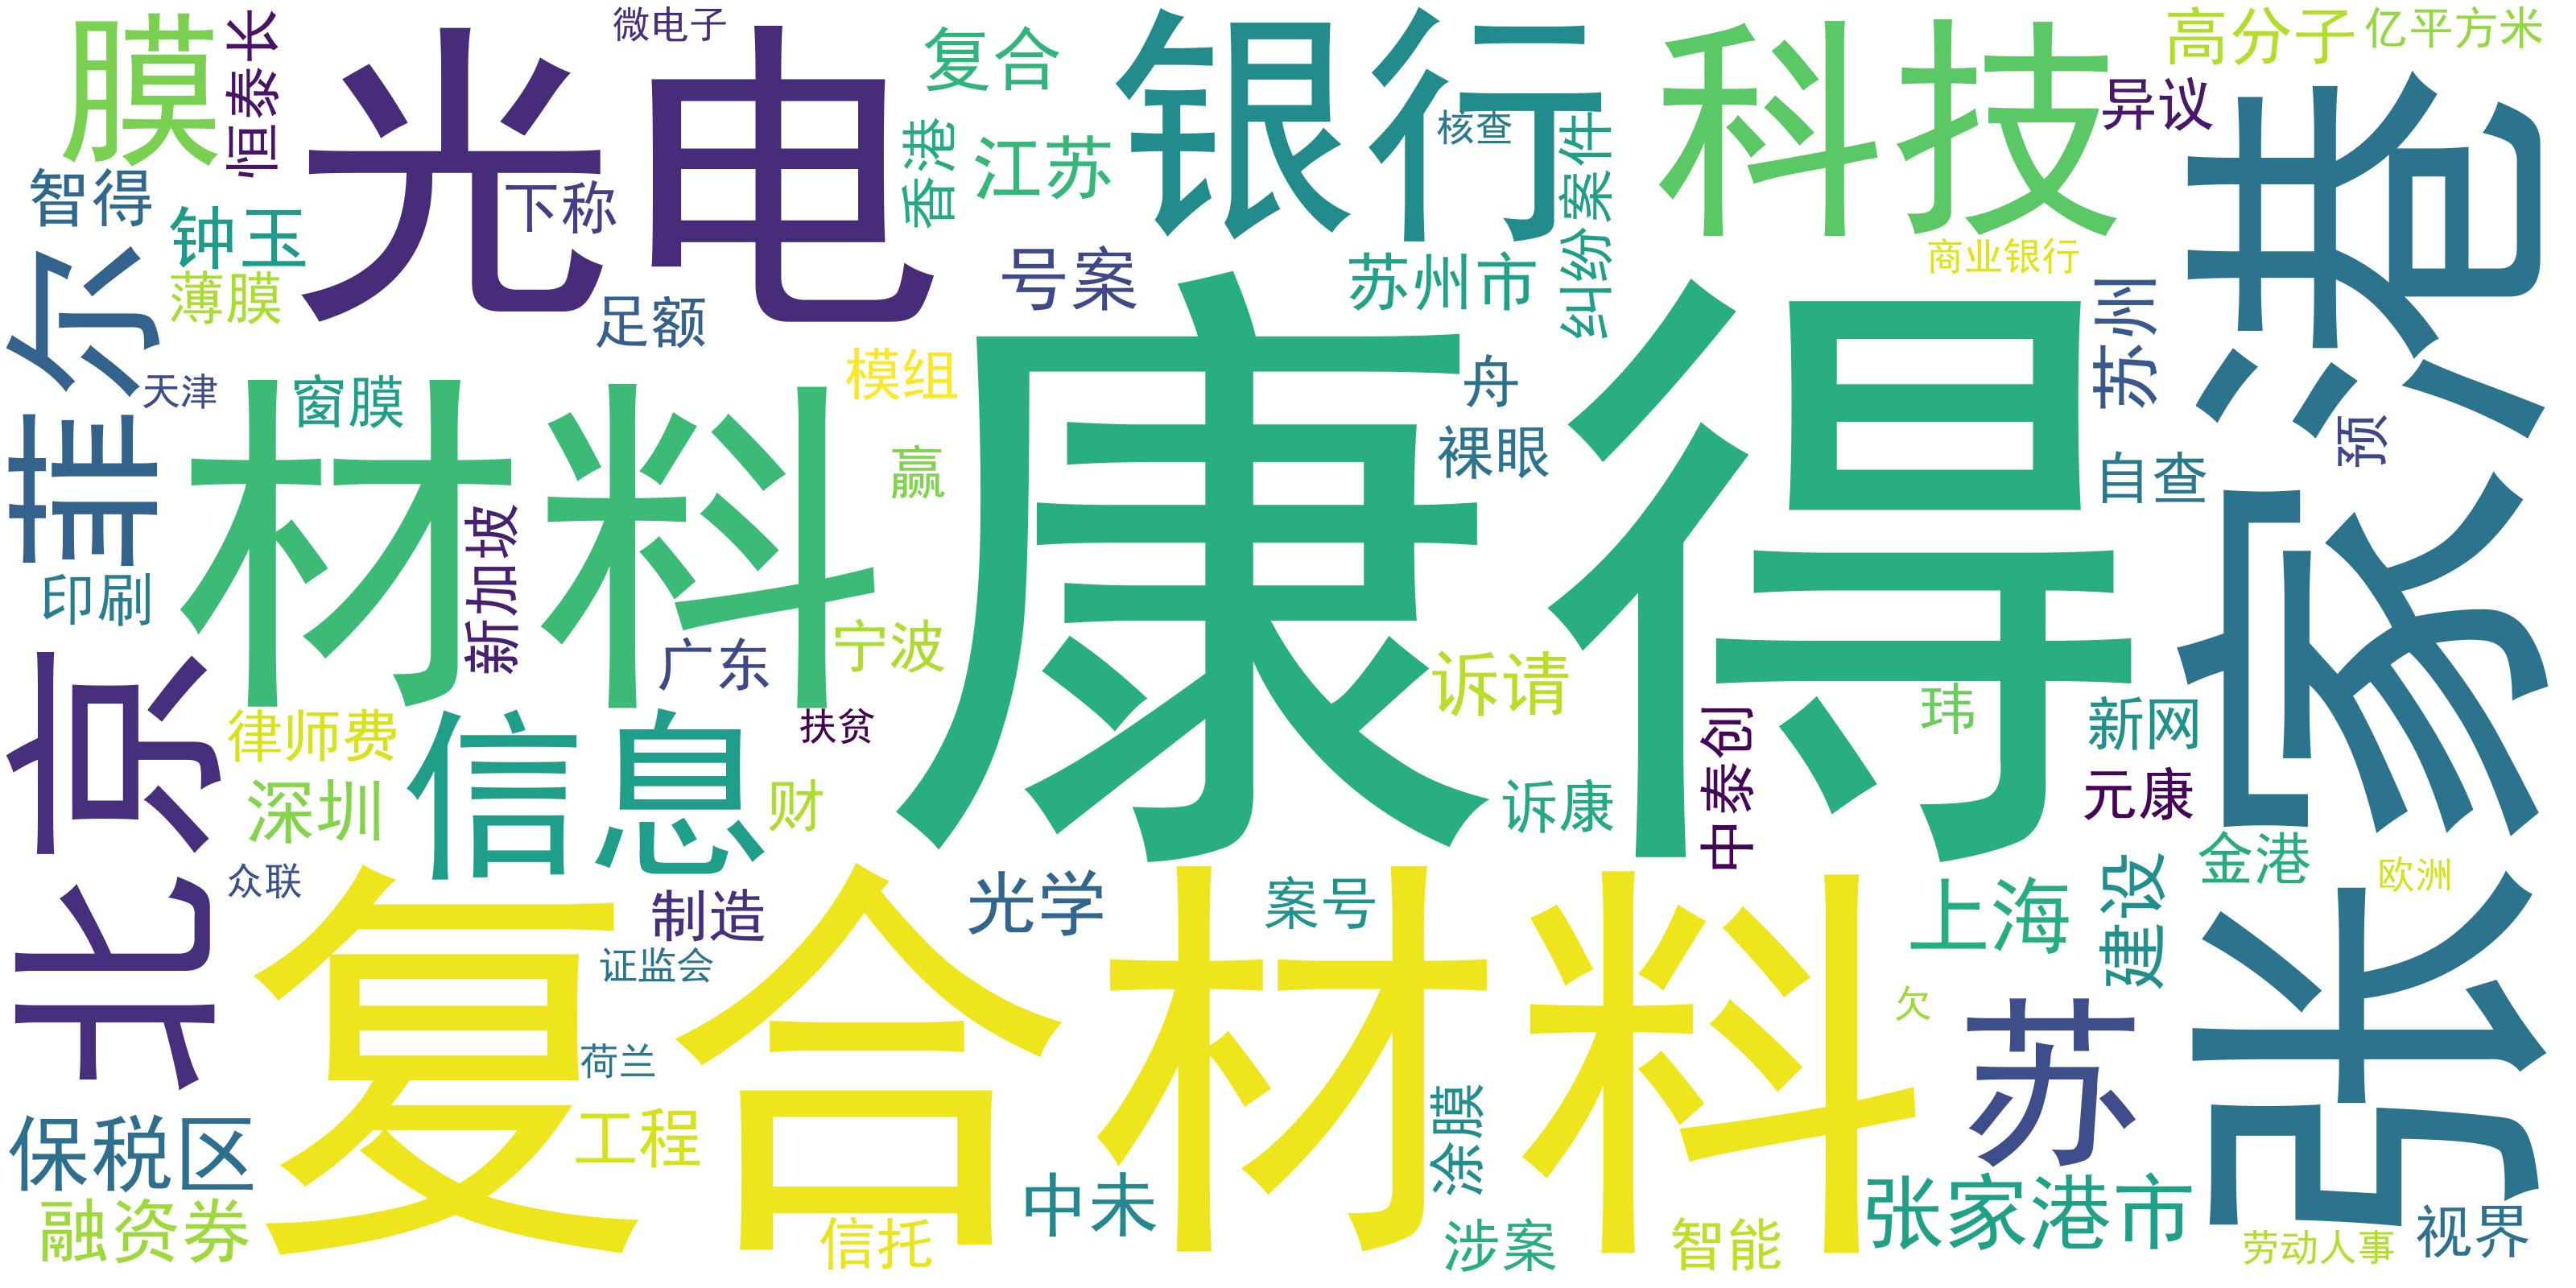 膜
恒泰长
微电子
光电
复合
银行
科技
高分子
亿平方米
异议
港
核查
香港
江苏
纠纷案件
智得
钟玉
下称
薄膜
足额
号案
苏州市
商业银行
苏州
菲尔
天津
窗膜
模组
舟
康得
预
材料
赢
裸眼
自查
张家港
新加坡
印刷
广东
宁波
诉请
玮
新网
北京
律师费
信息
扶贫
中泰创
元康
深圳
财
诉康
金港
欧洲
众联
制造
光学
案号
上海
建设
复合材料
证监会
欠
苏
荷兰
保税区
工程
涂膜
中未
张家港市
融资券
信托
涉案
智能
劳动人事
视界